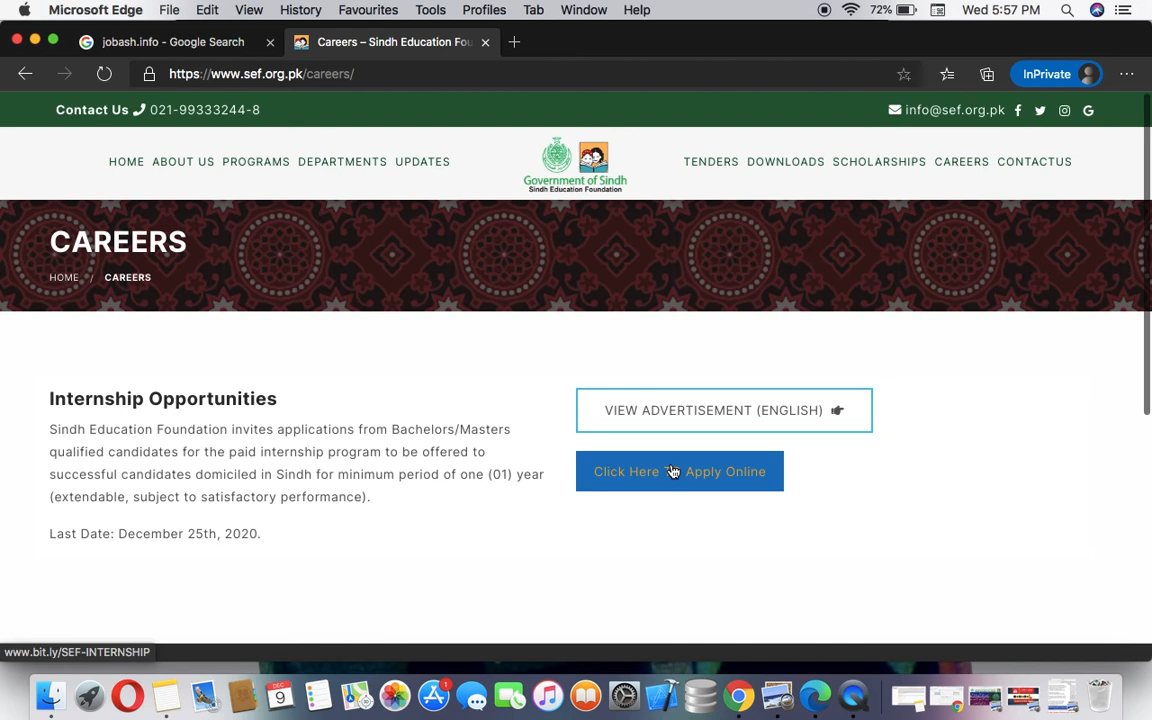 Microsoft Edge File Edit View History Favourites Tools Profiles Tab Window Help 72% Wed 5:57 PM
jobash.info - Google Search Careers – Sindh Education Fou
https://www.sef.org.pk/careers/ InPrivate
Contact Us 021-99333244-8 info@sef.org.pk
HOME ABOUT US PROGRAMS DEPARTMENTS UPDATES TENDERS DOWNLOADS SCHOLARSHIPS CAREERS CONTACTUS
Government of Sindh
Sindh Education Foundation
CAREERS
HOME / CAREERS
Internship Opportunities
Sindh Education Foundation invites applications from Bachelors/Masters
qualified candidates for the paid internship program to be offered to
successful candidates domiciled in Sindh for minimum period of one (01) year
(extendable, subject to satisfactory performance).
Last Date: December 25th, 2020.
VIEW ADVERTISEMENT (ENGLISH)
Click Here Apply Online
www.bit.ly/SEF-INTERNSHIP
DEC
9
1